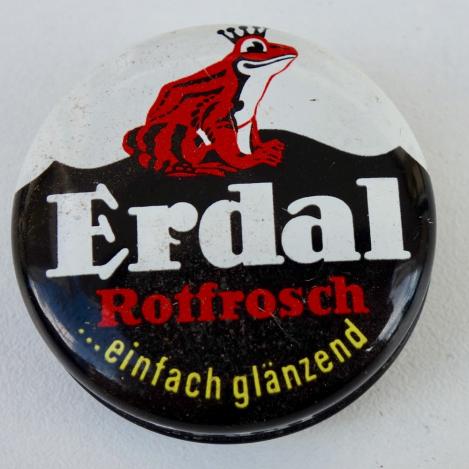 Erdal
Rotfrosch
...einfach glänzend